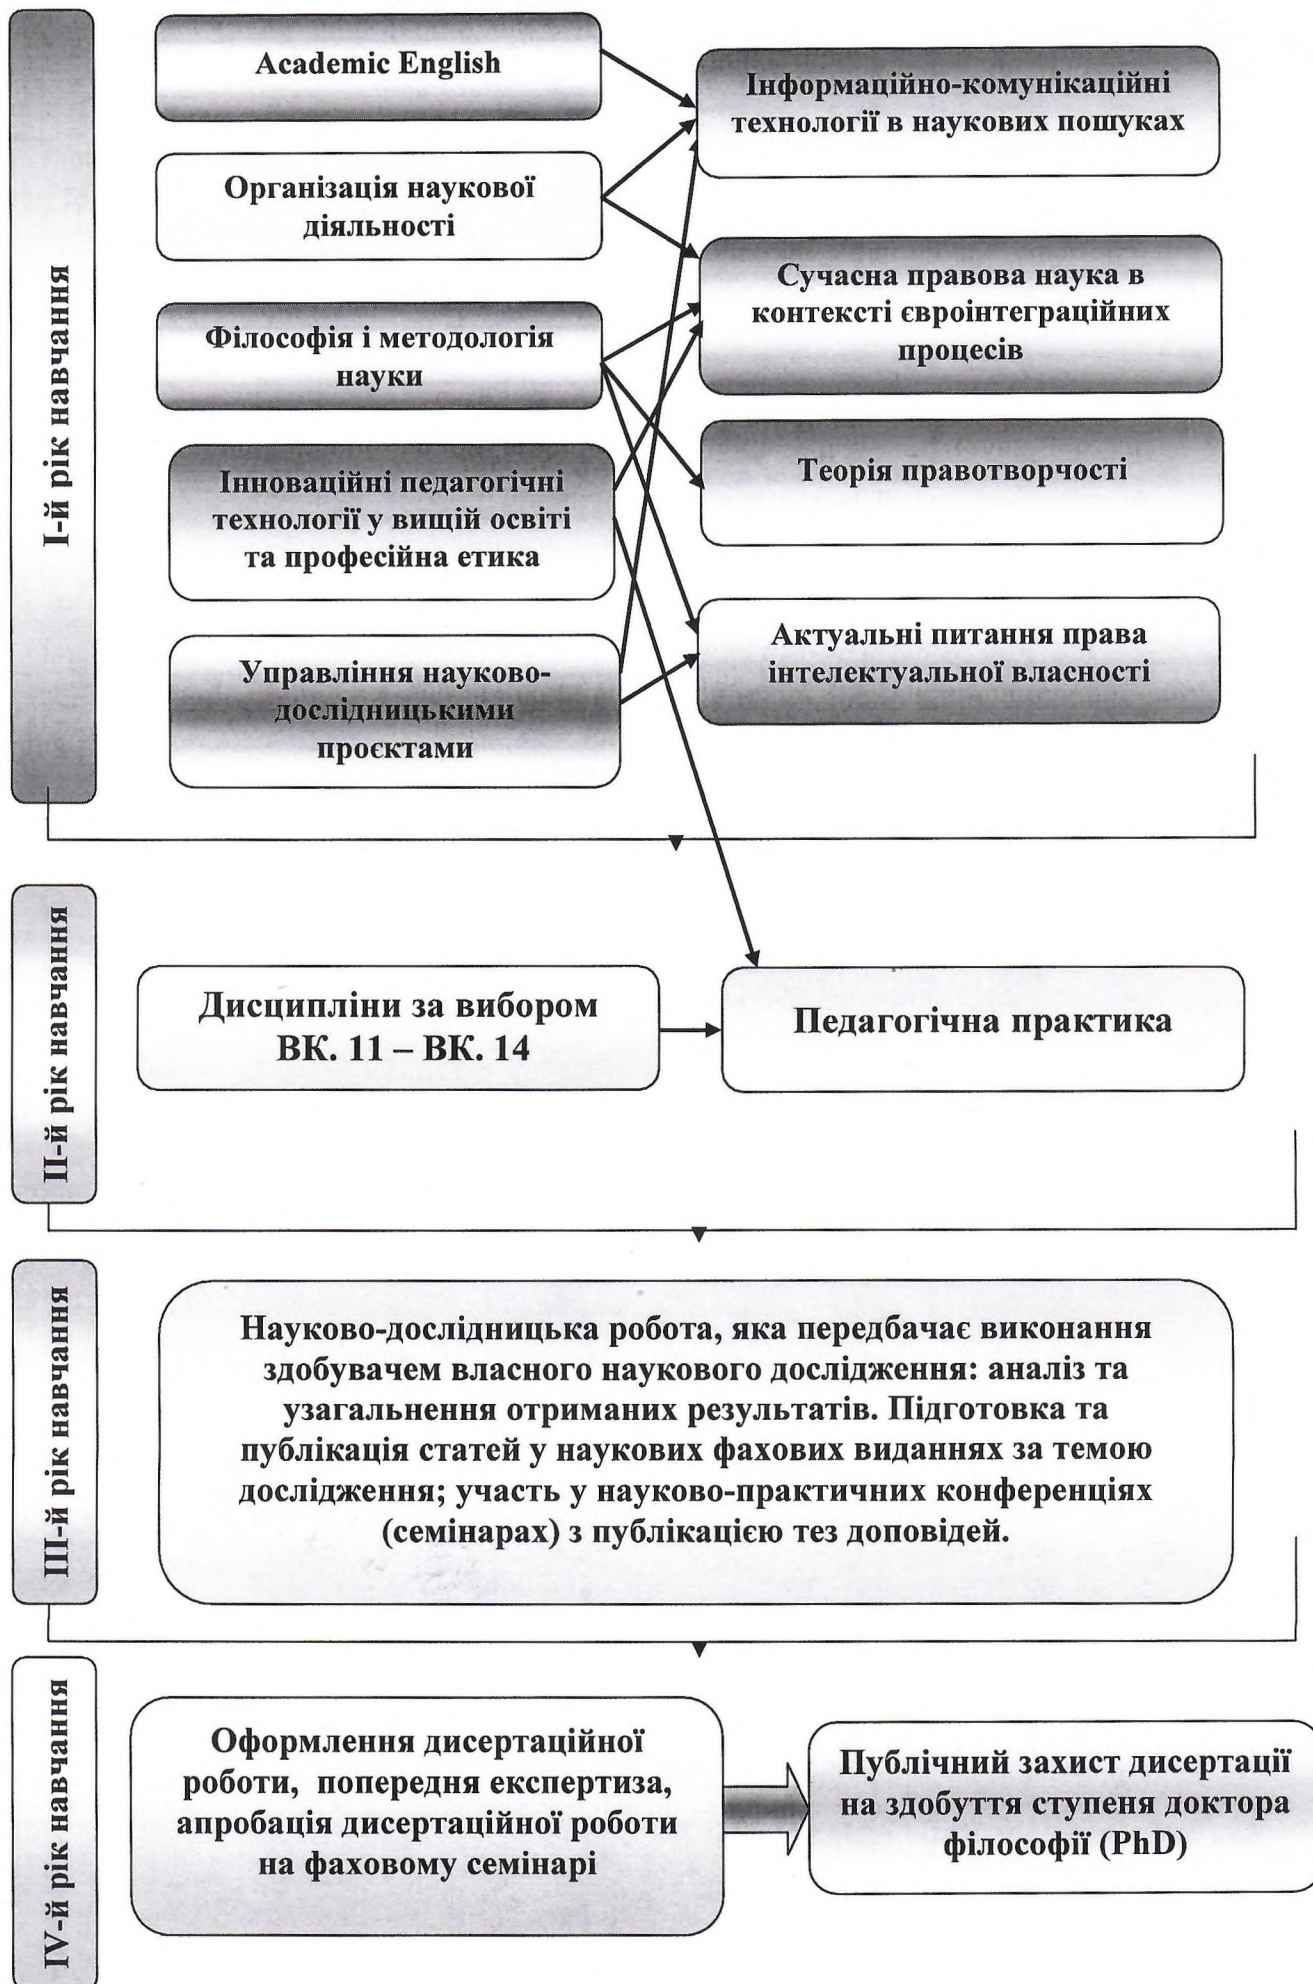 І-й рік навчання
Academic English
Інформаційно-комунікаційні
технології в наукових пошуках
Організація наукової
діяльності
Сучасна правова наука в
контексті євроінтеграційних
процесів
Філософія і методологія
науки
Теорія правотворчості
Інноваційні педагогічні
технології у вищій освіті
та професійна етика
Актуальні питання права
інтелектуальної власності
Управління науково-
дослідницькими
проєктами
ІІ-й рік навчання
Дисципліни за вибором
ВК. 11 – ВК. 14
Педагогічна практика
ІІІ-й рік навчання
Науково-дослідницька робота, яка передбачає виконання
здобувачем власного наукового дослідження: аналіз та
узагальнення отриманих результатів. Підготовка та
публікація статей у наукових фахових виданнях за темою
дослідження; участь у науково-практичних конференціях
(семінарах) з публікацією тез доповідей.
IV-й рік навчання
Оформлення дисертаційної
роботи, попередня експертиза,
апробація дисертаційної роботи
на фаховому семінарі
Публічний захист дисертації
на здобуття ступеня доктора
філософії (PhD)